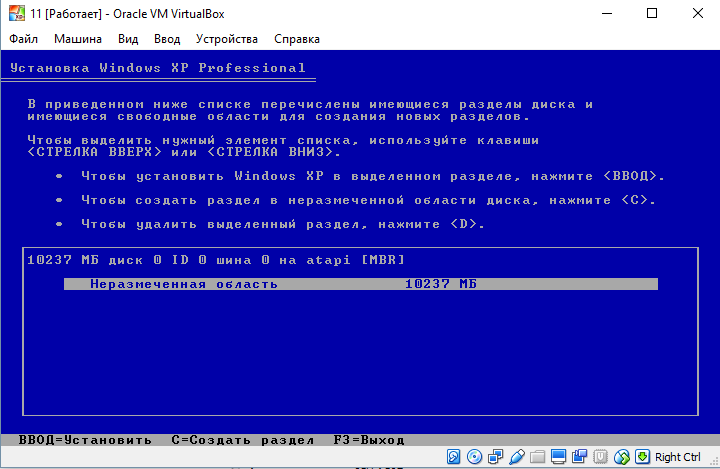 11 [Работает] - Oracle VM VirtualBox
Файл Машина Вид Ввод Устройства Справка
Установка Windows XP Professional
В приведенном ниже списке перечислены имеющиеся разделы диска и
имеющиеся свободные области для создания новых разделов.
Чтобы выделить нужный элемент списка, используйте клавиши
<СТРЕЛКА ВВЕРХ> или <СТРЕЛКА ВНИЗ>.
• Чтобы установить Windows XP в выделенном разделе, нажмите <ВВОД>.
• Чтобы создать раздел в неразмеченной области диска, нажмите <C>.
• Чтобы удалить выделенный раздел, нажмите <D>.
10237 МБ диск 0 ID 0 шина 0 на atapi [MBR]
Неразмеченная область 10237 МБ
ВВОД=Установить C=Создать раздел F3=Выход
Right Ctrl